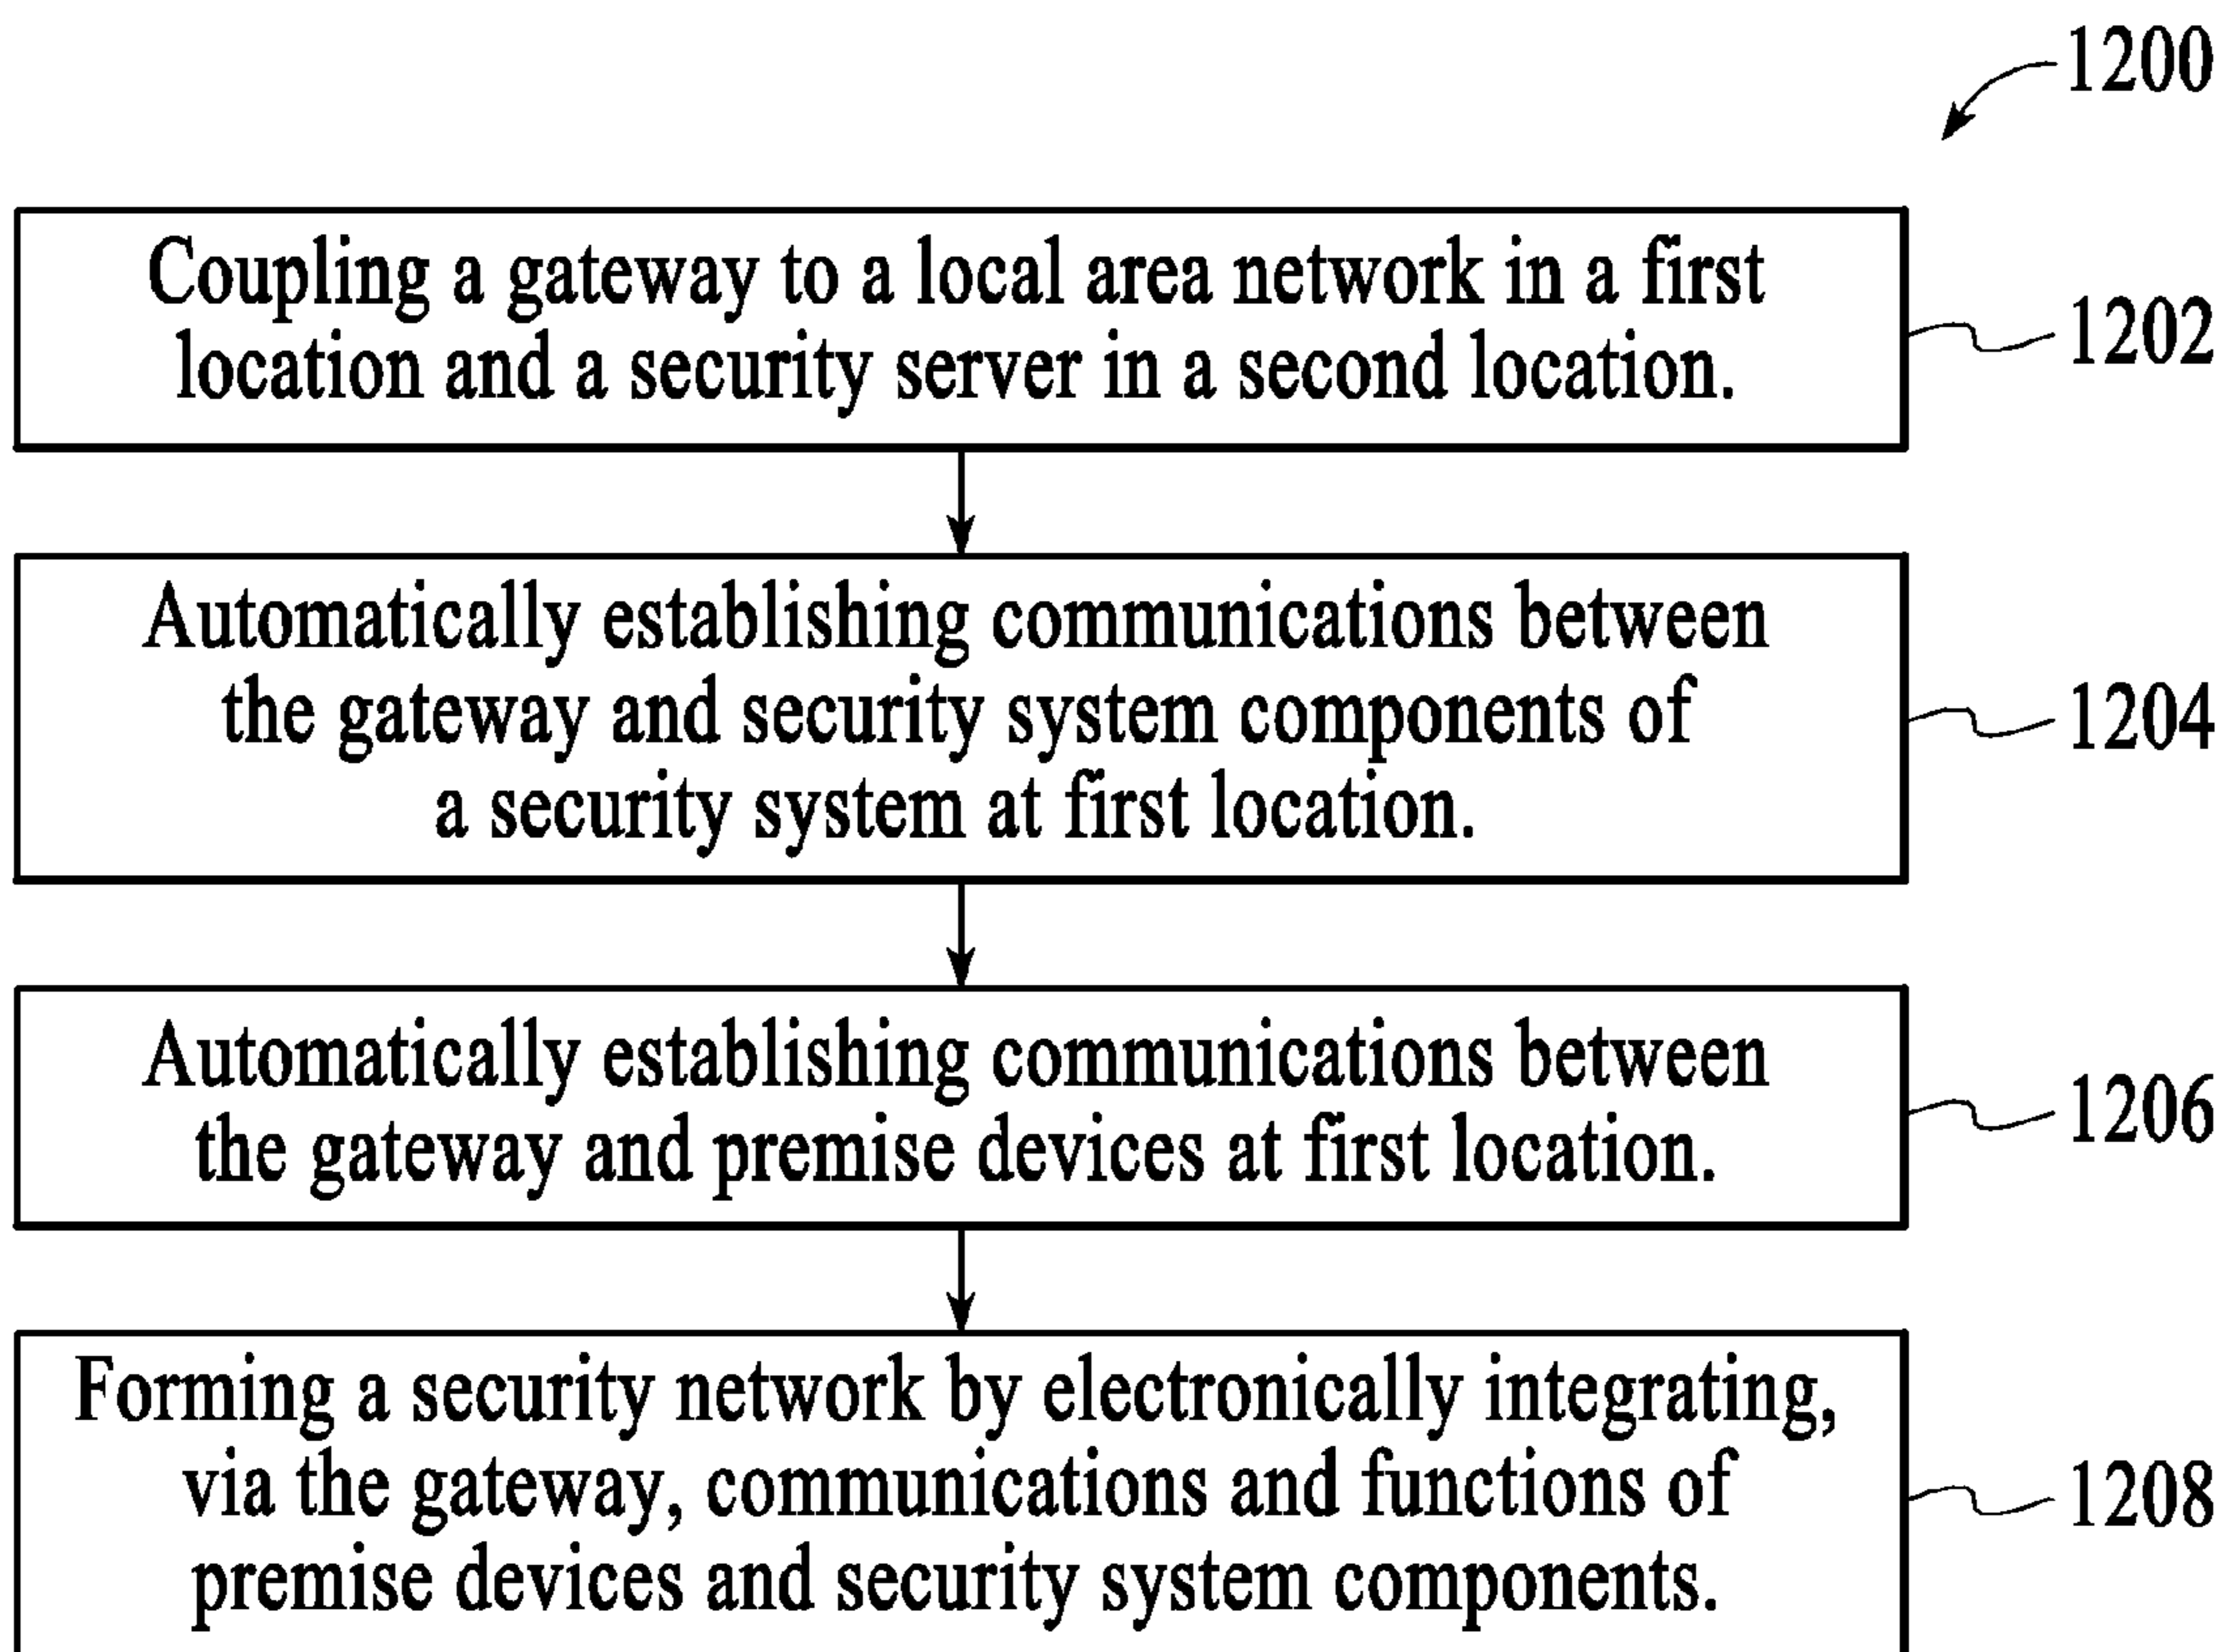 1200
Coupling a gateway to a local area network in a first
location and a security server in a second location.
1202
Automatically establishing communications between
the gateway and security system components of
a security system at first location.
1204
Automatically establishing communications between
the gateway and premise devices at first location.
1206
Forming a security network by electronically integrating,
via the gateway, communications and functions of
premise devices and security system components.
1208